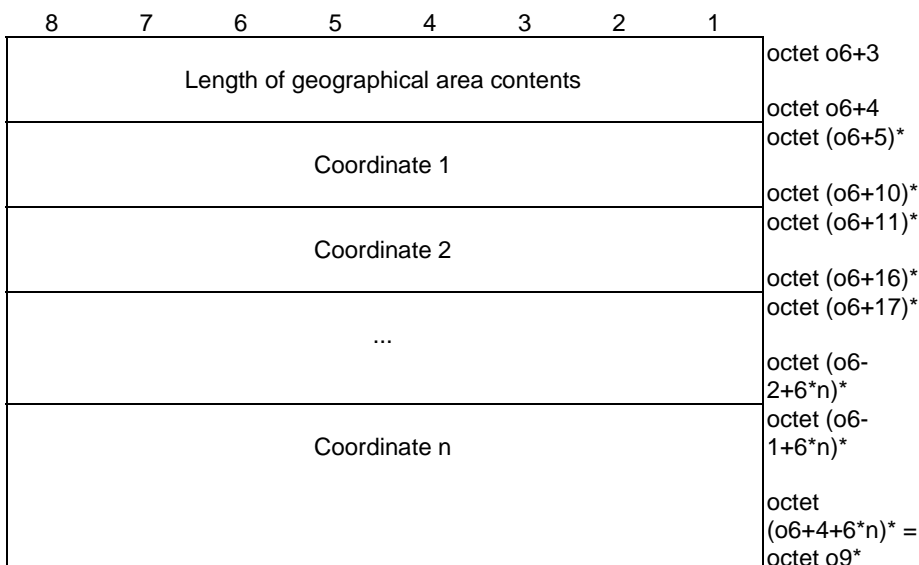 8 7 6 5 4 3 2 1
octet o6+3
Length of geographical area contents
octet o6+4
octet (o6+5)*
Coordinate 1
octet (o6+10)*
octet (o6+11)*
Coordinate 2
octet (o6+16)*
octet (o6+17)*
...
octet (o6-
2+6*n)*
octet (o6-
Coordinate n
1+6*n)*
octet
(o6+4+6*n)* =
octet o9*